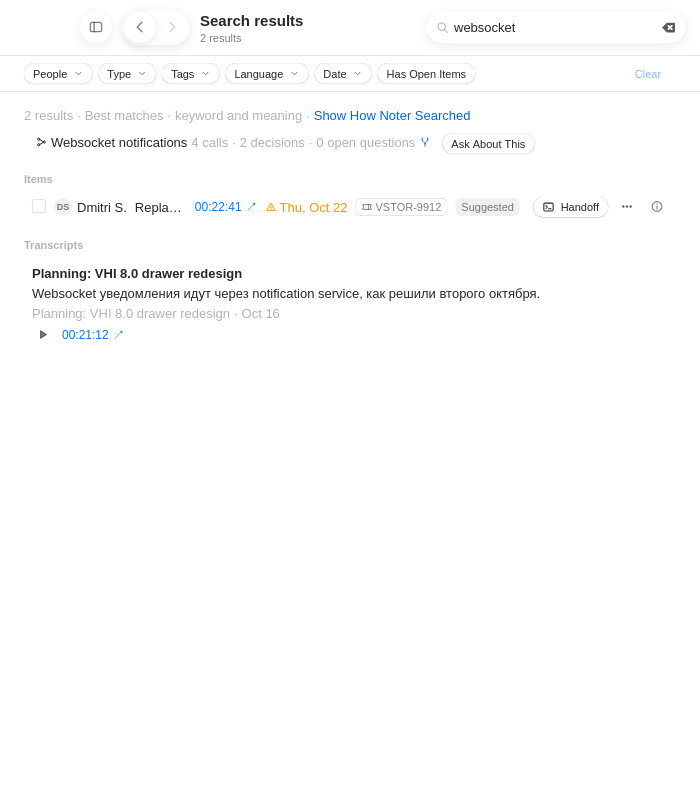 Search results
2 results
websocket
People Type Tags Language Date Has Open Items Clear
2 results · Best matches · keyword and meaning · Show How Noter Searched
Websocket notifications 4 calls · 2 decisions · 0 open questions Ask About This
Items
DS Dmitri S. Repla… 00:22:41 ↗ Thu, Oct 22 VSTOR-9912 Suggested Handoff
Transcripts
Planning: VHI 8.0 drawer redesign
Websocket уведомления идут через notification service, как решили второго октября.
Planning: VHI 8.0 drawer redesign · Oct 16
00:21:12 ↗